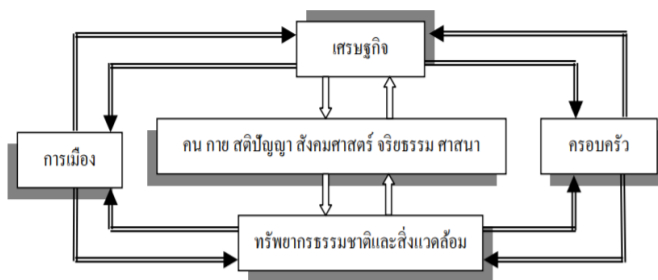 เศรษฐกิจ
การเมือง
คน กาย สติปัญญา สังคมศาสตร์ จริยธรรม ศาสนา
ครอบครัว
ทรัพยากรธรรมชาติและสิ่งแวดล้อม